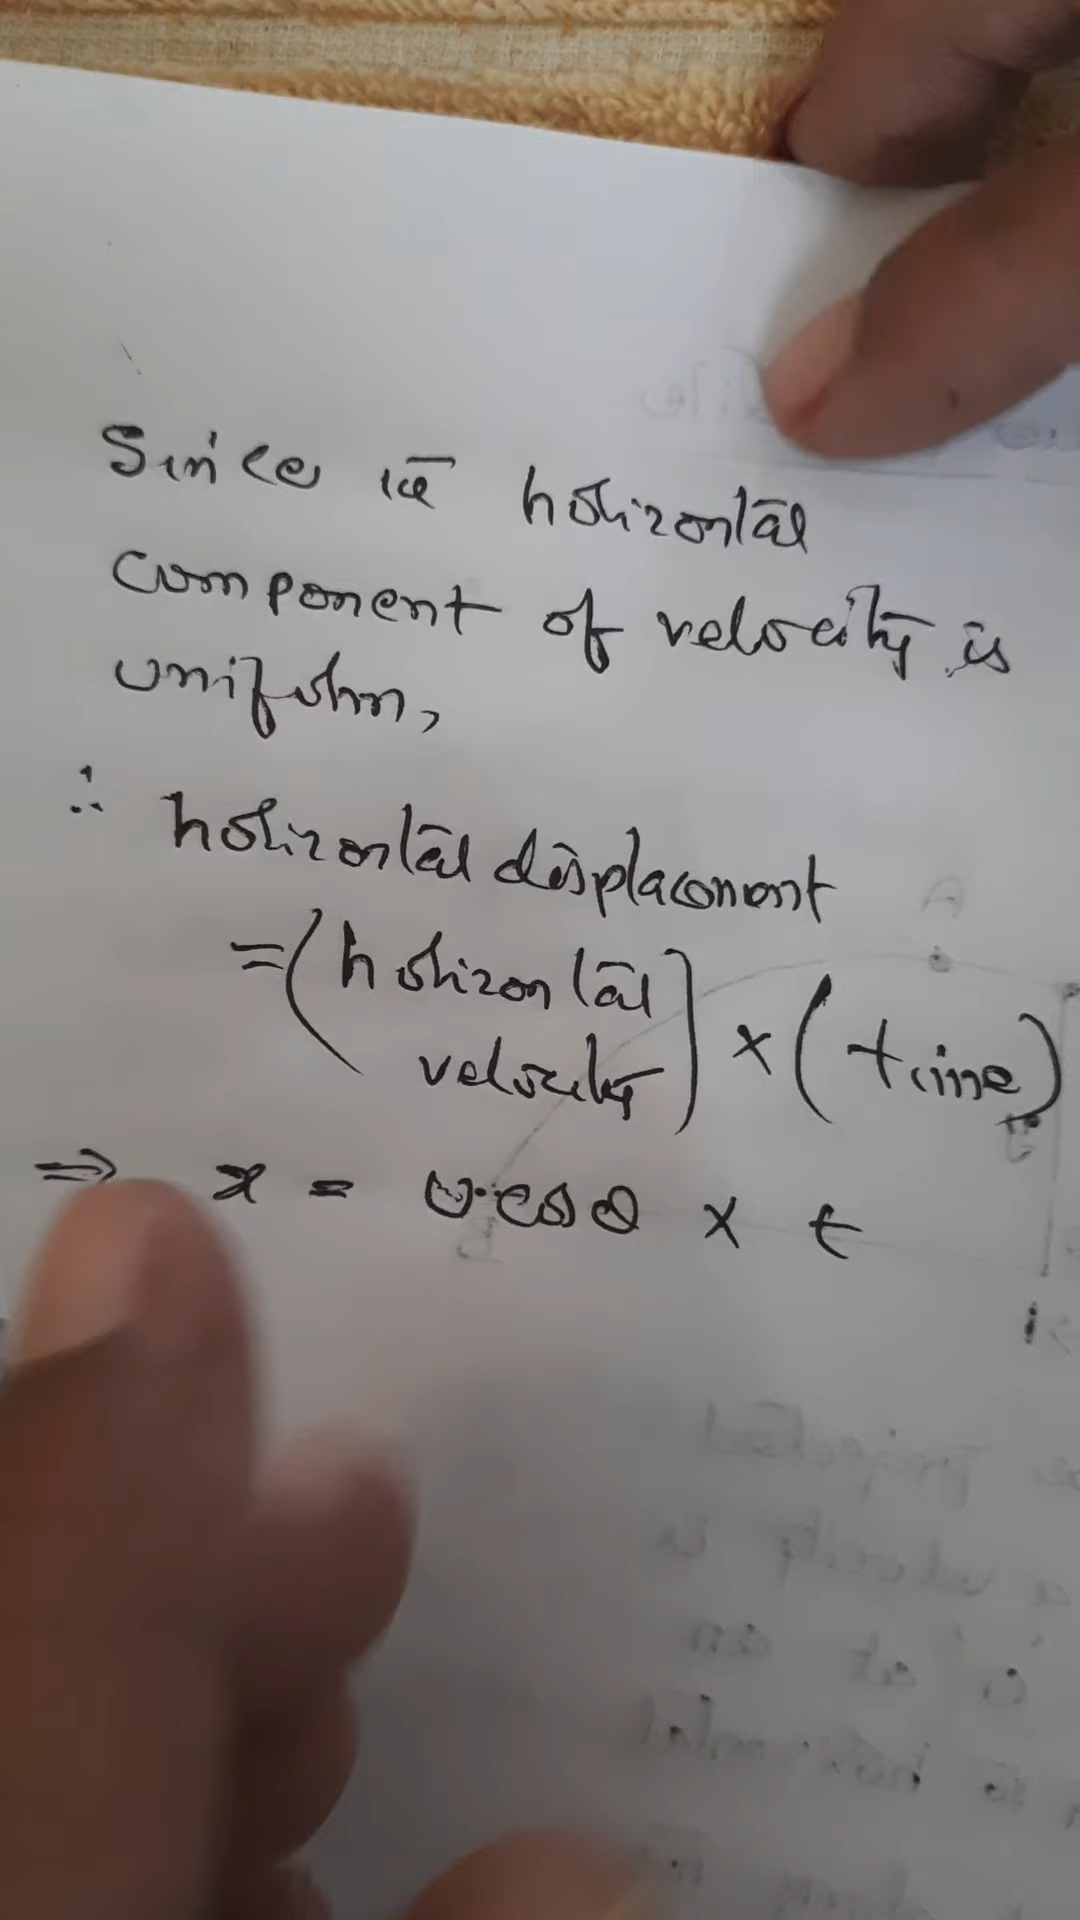 Since the horizontal
component of velocity is
uniform,
∴ horizontal displacement
= (horizontal velocity) × (time)
⇒ x = v·cosθ × t